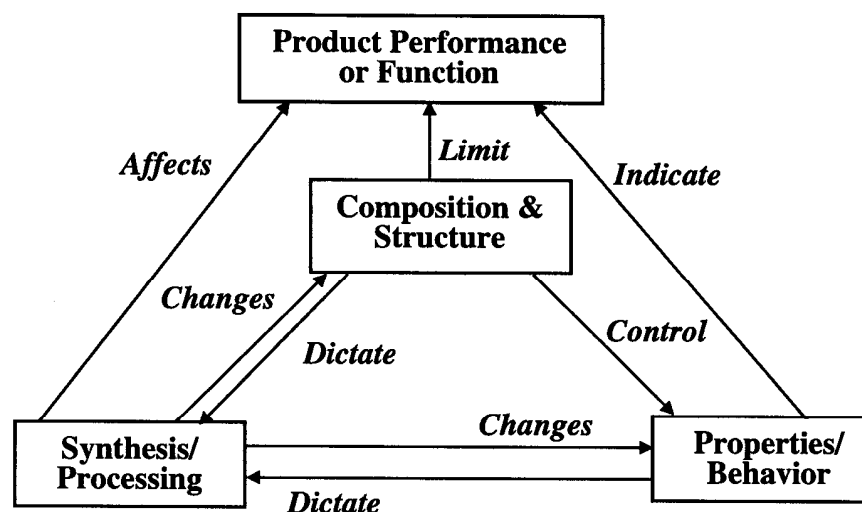 Product Performance
or Function
Affects
Limit
Indicate
Composition &
Structure
Changes
Dictate
Control
Synthesis/
Processing
Changes
Dictate
Properties/
Behavior